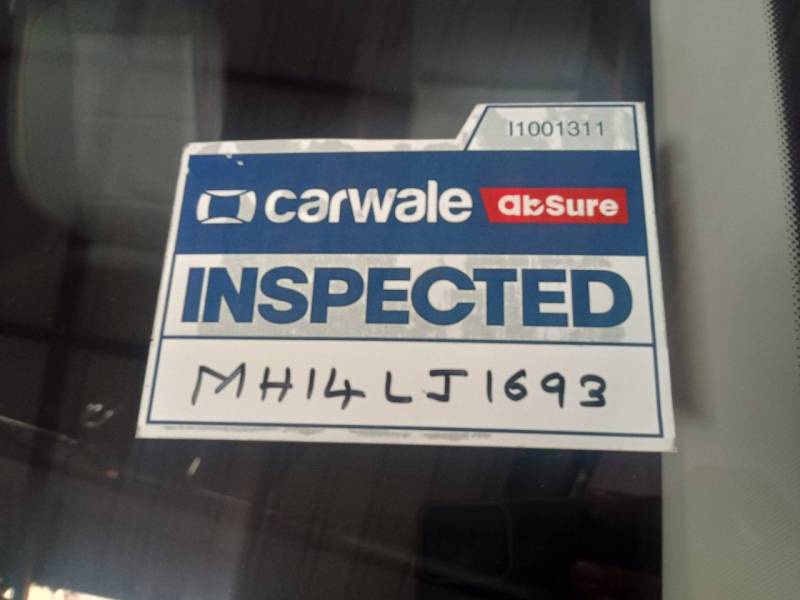 I1001311
carwale absure
INSPECTED
MH14LJ1693